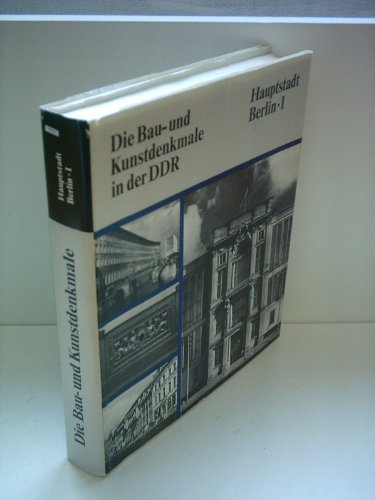 Die Bau- und
Kunstdenkmale
in der DDR
Hauptstadt
Berlin · I
Hauptstadt
Berlin · I
Die Bau- und Kunstdenkmale